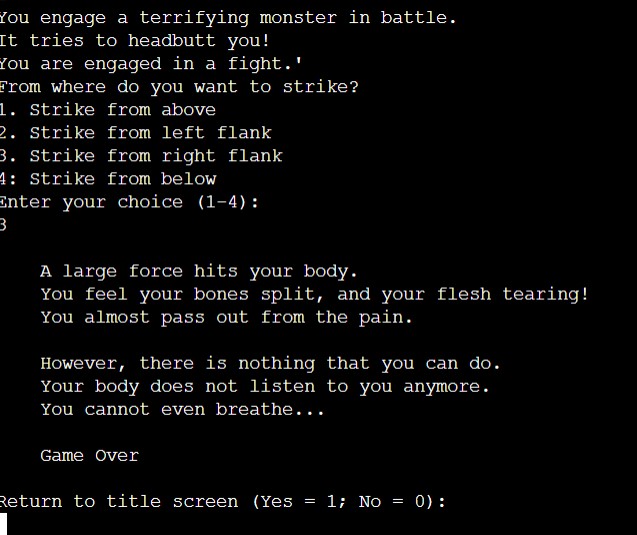 You engage a terrifying monster in battle.
It tries to headbutt you!
You are engaged in a fight.'
From where do you want to strike?
1. Strike from above
2. Strike from left flank
3. Strike from right flank
4: Strike from below
Enter your choice (1-4):
3
A large force hits your body.
You feel your bones split, and your flesh tearing!
You almost pass out from the pain.
However, there is nothing that you can do.
Your body does not listen to you anymore.
You cannot even breathe...
Game Over
Return to title screen (Yes = 1; No = 0):